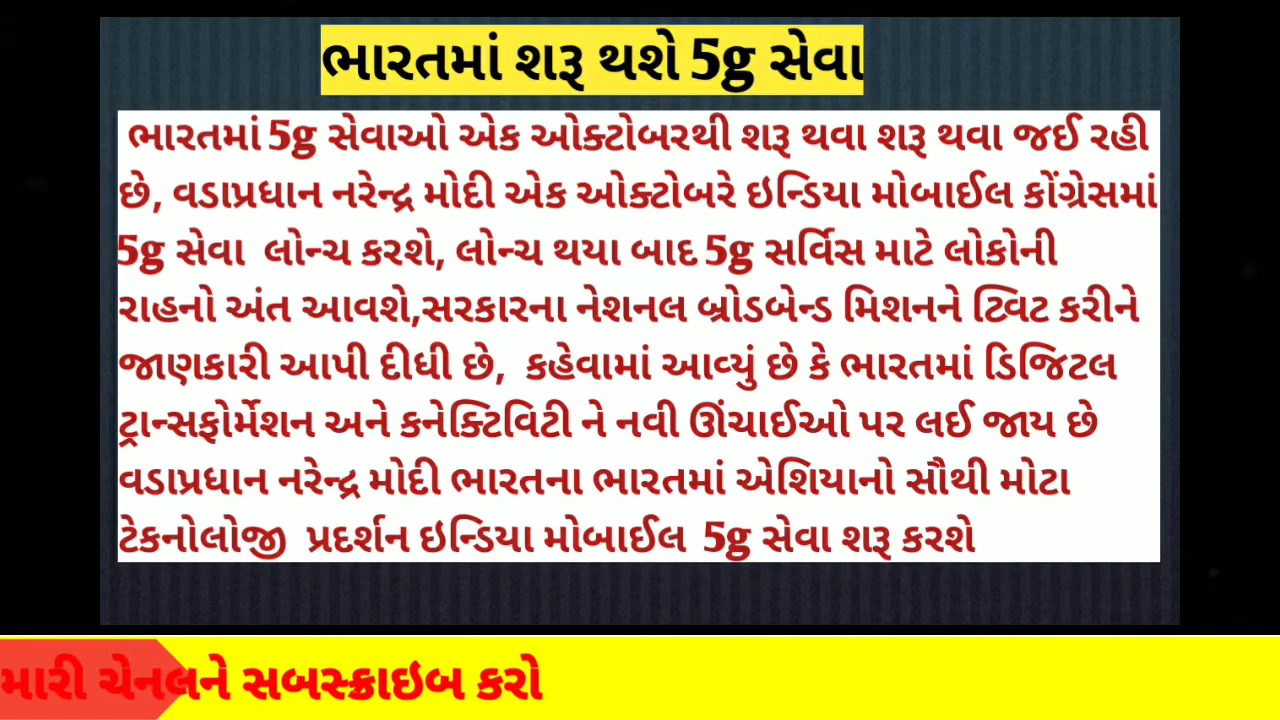 ભારતમાં શરૂ થશે 5g સેવા
ભારતમાં 5g સેવાઓ એક ઓક્ટોબરથી શરૂ થવા શરૂ થવા જઈ રહી
છે, વડાપ્રધાન નરેન્દ્ર મોદી એક ઓક્ટોબરે ઇન્ડિયા મોબાઈલ કોંગ્રેસમાં
5g સેવા લોન્ચ કરશે, લોન્ચ થયા બાદ 5g સર્વિસ માટે લોકોની
રાહનો અંત આવશે,સરકારના નેશનલ બ્રોડબેન્ડ મિશનને ટ્વિટ કરીને
જાણકારી આપી દીધી છે, કહેવામાં આવ્યું છે કે ભારતમાં ડિજિટલ
ટ્રાન્સફોર્મેશન અને કનેક્ટિવિટી ને નવી ઊંચાઈઓ પર લઈ જાય છે
વડાપ્રધાન નરેન્દ્ર મોદી ભારતના ભારતમાં એશિયાનો સૌથી મોટા
ટેકનોલોજી પ્રદર્શન ઇન્ડિયા મોબાઈલ 5g સેવા શરૂ કરશે
મારી ચેનલને સબસ્ક્રાઇબ કરો